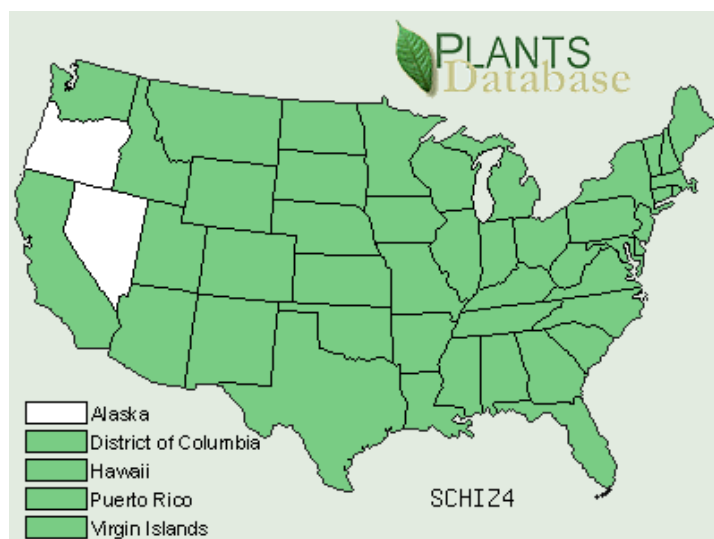 PLANTS
Database
Alaska
District of Columbia
Hawaii
Puerto Rico
Virgin Islands
SCHIZ4